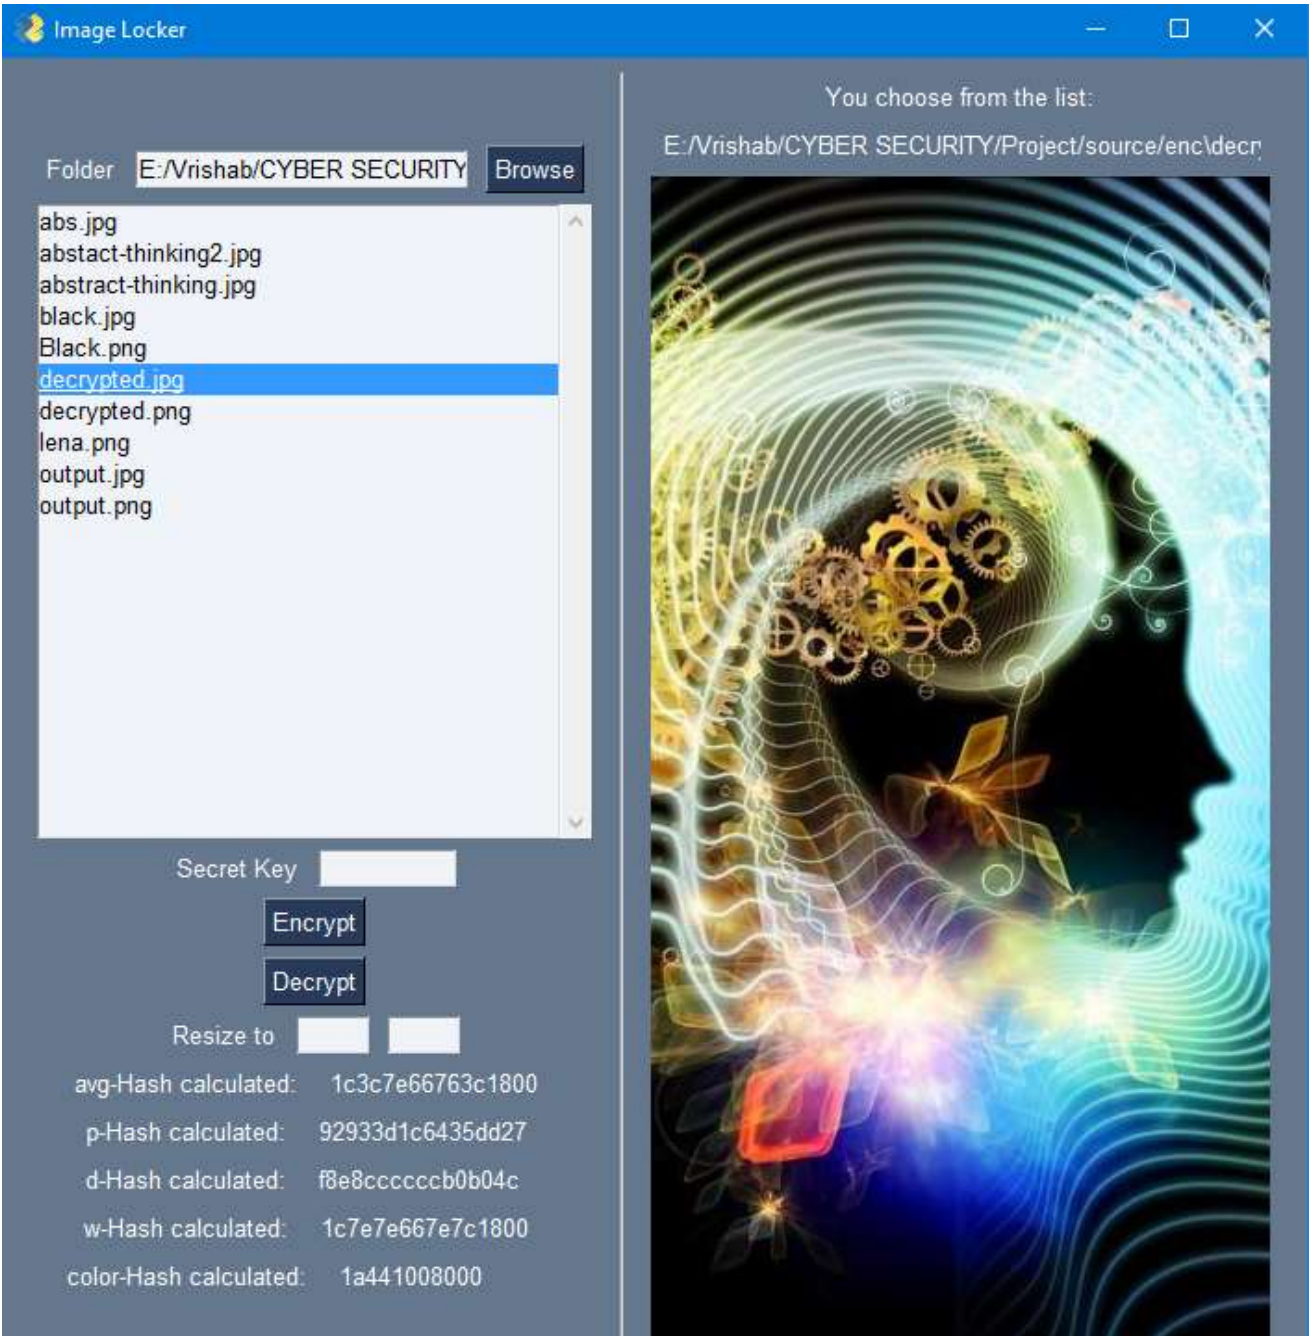 Image Locker
Folder E:/Vrishab/CYBER SECURITY Browse
abs.jpg
abstact-thinking2.jpg
abstract-thinking.jpg
black.jpg
Black.png
decrypted.jpg
decrypted.png
lena.png
output.jpg
output.png
Secret Key
Encrypt
Decrypt
Resize to
avg-Hash calculated: 1c3c7e66763c1800
p-Hash calculated: 92933d1c6435dd27
d-Hash calculated: f8e8ccccccb0b04c
w-Hash calculated: 1c7e7e667e7c1800
color-Hash calculated: 1a441008000
You choose from the list:
E:/Vrishab/CYBER SECURITY/Project/source/enc\decry